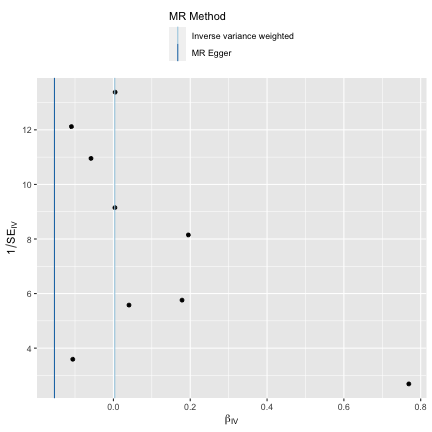 MR Method
Inverse variance weighted
MR Egger
12
10
8
6
4
1/SE_IV
0.0
0.2
0.4
0.6
0.8
β_IV